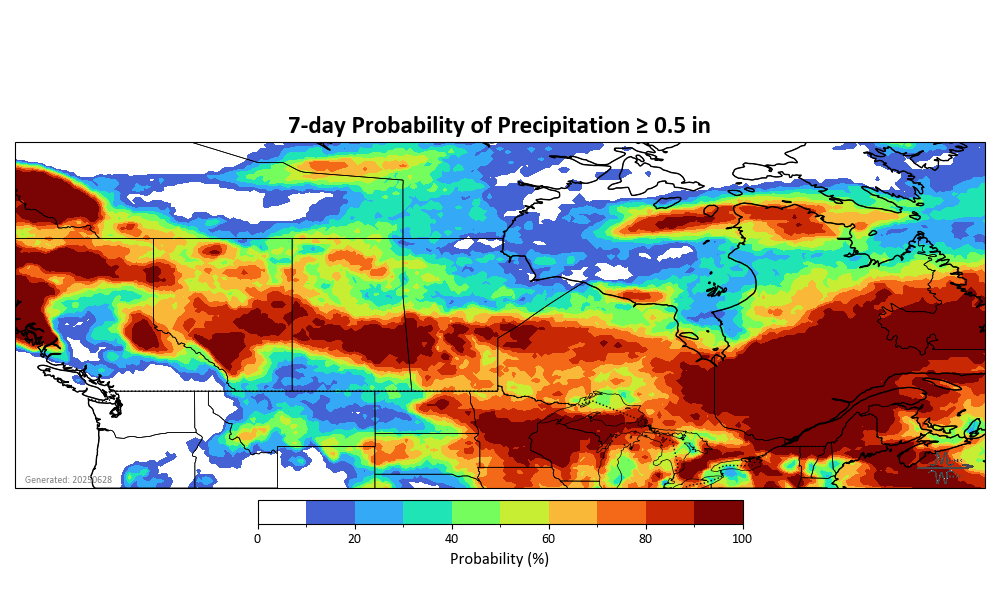 7-day Probability of Precipitation ≥ 0.5 in
Generated: 20250628
0 20 40 60 80 100
Probability (%)